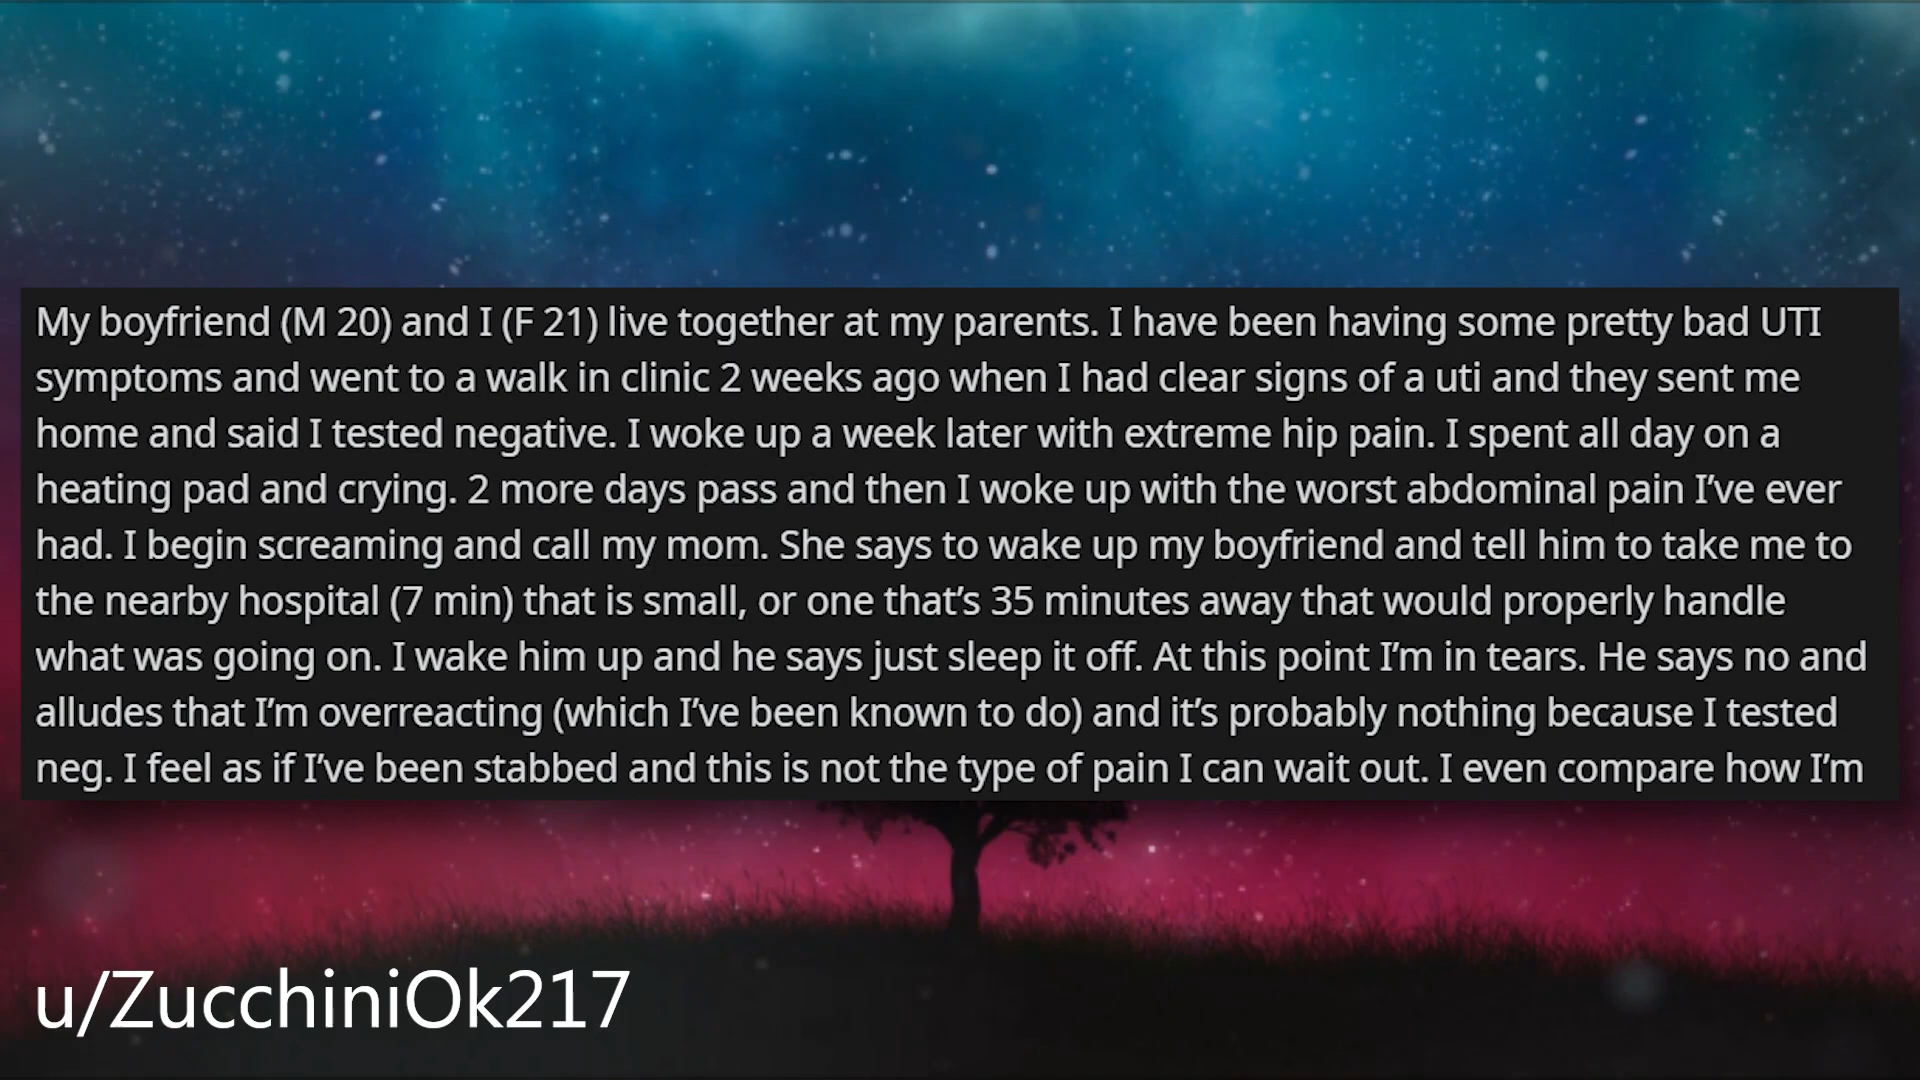 My boyfriend (M 20) and I (F 21) live together at my parents. I have been having some pretty bad UTI
symptoms and went to a walk in clinic 2 weeks ago when I had clear signs of a uti and they sent me
home and said I tested negative. I woke up a week later with extreme hip pain. I spent all day on a
heating pad and crying. 2 more days pass and then I woke up with the worst abdominal pain I’ve ever
had. I begin screaming and call my mom. She says to wake up my boyfriend and tell him to take me to
the nearby hospital (7 min) that is small, or one that’s 35 minutes away that would properly handle
what was going on. I wake him up and he says just sleep it off. At this point I’m in tears. He says no and
alludes that I’m overreacting (which I’ve been known to do) and it’s probably nothing because I tested
neg. I feel as if I’ve been stabbed and this is not the type of pain I can wait out. I even compare how I’m
u/ZucchiniOk217